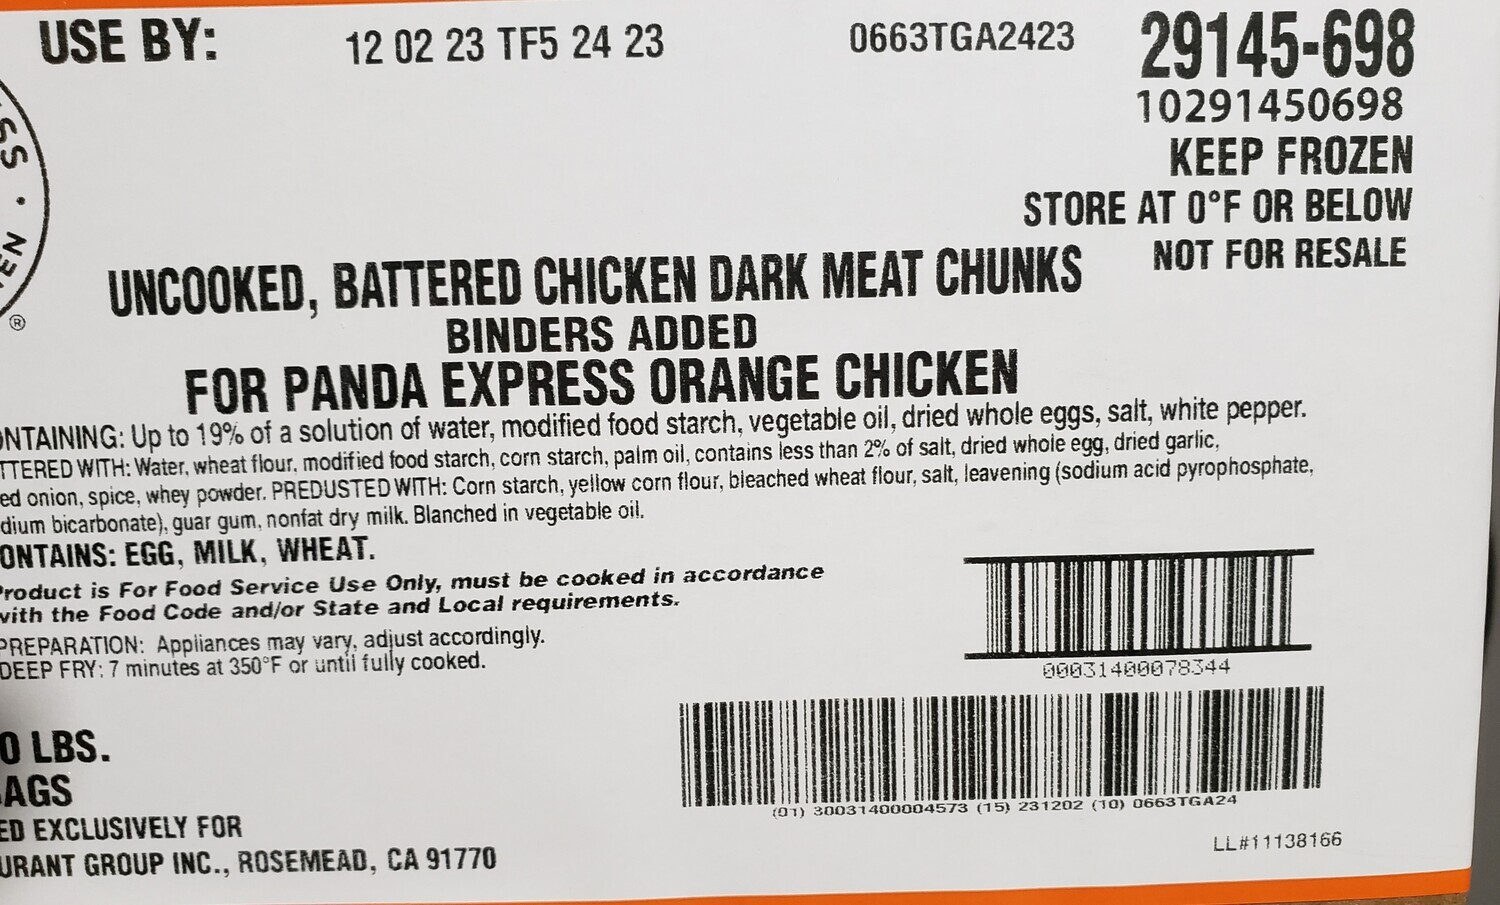 USE BY: 12 02 23 TF5 24 23 0663TGA2423 29145-698
10291450698
KEEP FROZEN
STORE AT 0°F OR BELOW
NOT FOR RESALE
SS •
EN
®
UNCOOKED, BATTERED CHICKEN DARK MEAT CHUNKS
BINDERS ADDED
FOR PANDA EXPRESS ORANGE CHICKEN
ONTAINING: Up to 19% of a solution of water, modified food starch, vegetable oil, dried whole eggs, salt, white pepper.
TTERED WITH: Water, wheat flour, modified food starch, corn starch, palm oil, contains less than 2% of salt, dried whole egg, dried garlic,
ed onion, spice, whey powder. PREDUSTED WITH: Corn starch, yellow corn flour, bleached wheat flour, salt, leavening (sodium acid pyrophosphate,
dium bicarbonate), guar gum, nonfat dry milk. Blanched in vegetable oil.
ONTAINS: EGG, MILK, WHEAT.
Product is For Food Service Use Only, must be cooked in accordance
with the Food Code and/or State and Local requirements.
PREPARATION: Appliances may vary, adjust accordingly.
DEEP FRY: 7 minutes at 350°F or until fully cooked.
00031400078344
0 LBS.
AGS
ED EXCLUSIVELY FOR
URANT GROUP INC., ROSEMEAD, CA 91770
(01) 30031400004573 (15) 231202 (10) 0663TGA24
LL#11138166